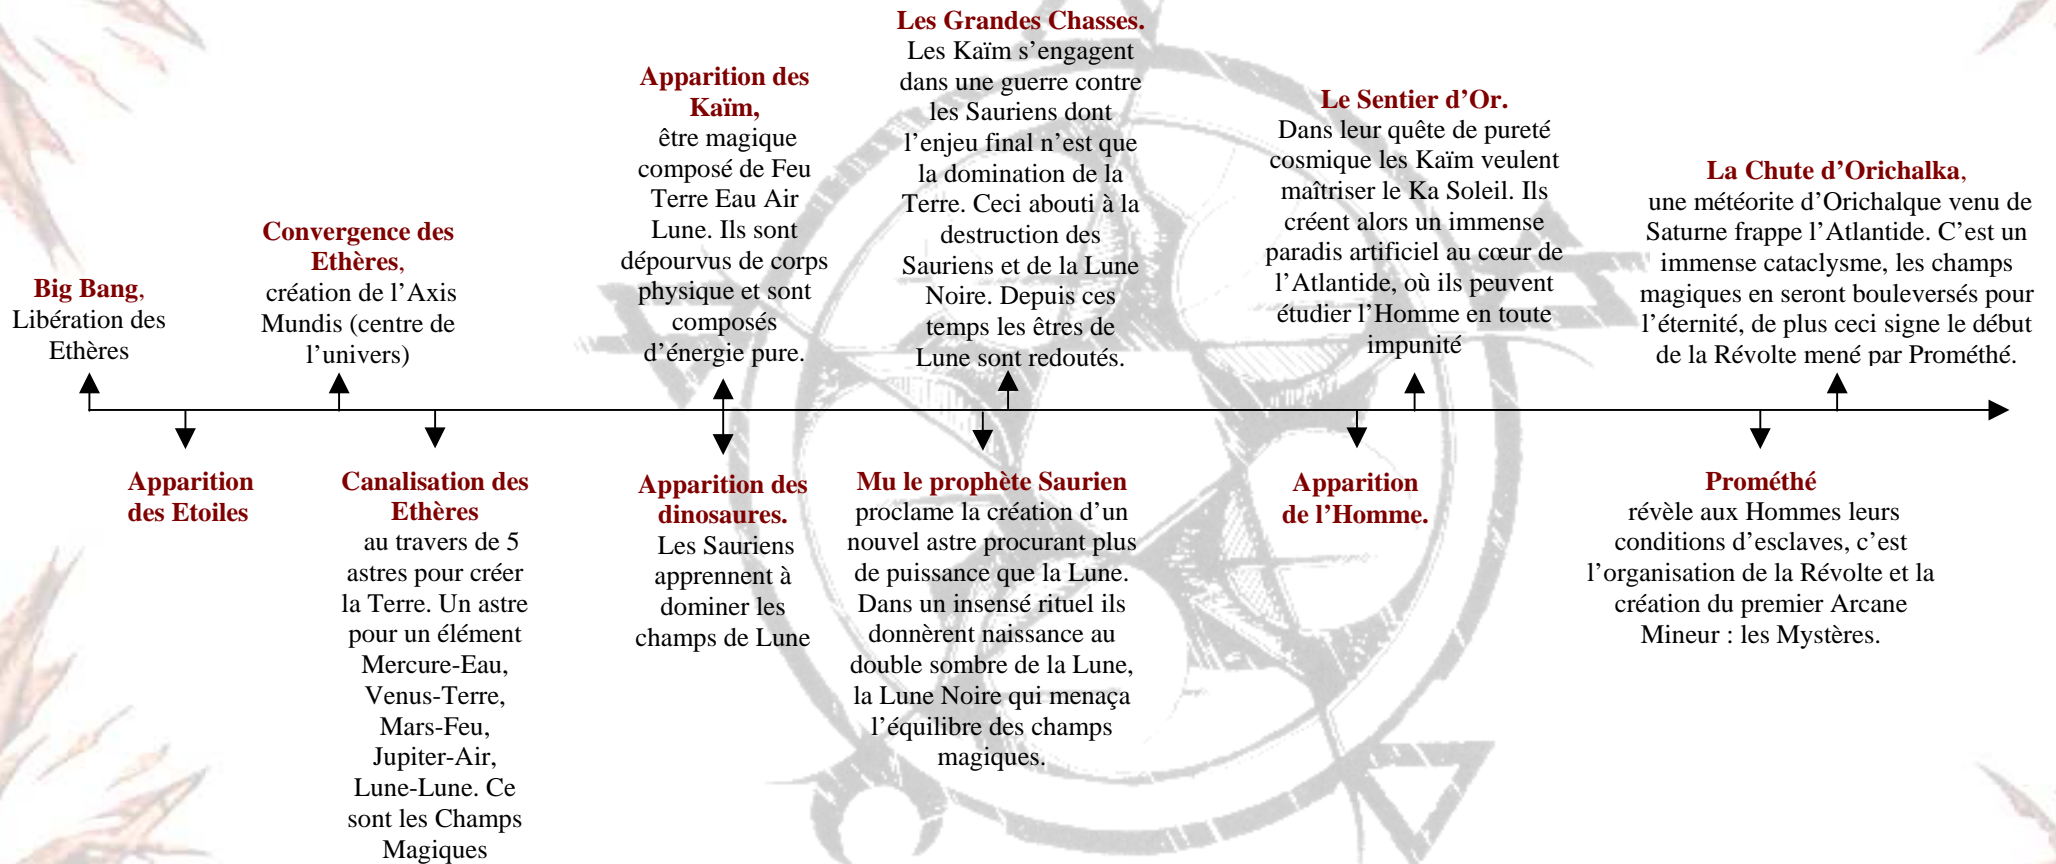 Big Bang,
Libération des
Ethères
Apparition
des Etoiles
Convergence des
Ethères,
création de l’Axis
Mundis (centre de
l’univers)
Canalisation des
Ethères
au travers de 5
astres pour créer
la Terre. Un astre
pour un élément
Mercure-Eau,
Venus-Terre,
Mars-Feu,
Jupiter-Air,
Lune-Lune. Ce
sont les Champs
Magiques
Apparition des
Kaïm,
être magique
composé de Feu
Terre Eau Air
Lune. Ils sont
dépourvus de corps
physique et sont
composés
d’énergie pure.
Apparition des
dinosaures.
Les Sauriens
apprennent à
dominer les
champs de Lune
Les Grandes Chasses.
Les Kaïm s’engagent
dans une guerre contre
les Sauriens dont
l’enjeu final n’est que
la domination de la
Terre. Ceci abouti à la
destruction des
Sauriens et de la Lune
Noire. Depuis ces
temps les êtres de
Lune sont redoutés.
Mu le prophète Saurien
proclame la création d’un
nouvel astre procurant plus
de puissance que la Lune.
Dans un insensé rituel ils
donnèrent naissance au
double sombre de la Lune,
la Lune Noire qui menaça
l’équilibre des champs
magiques.
Apparition
de l’Homme.
Le Sentier d’Or.
Dans leur quête de pureté
cosmique les Kaïm veulent
maîtriser le Ka Soleil. Ils
créent alors un immense
paradis artificiel au cœur de
l’Atlantide, où ils peuvent
étudier l’Homme en toute
impunité
Prométhé
révèle aux Hommes leurs
conditions d’esclaves, c’est
l’organisation de la Révolte et la
création du premier Arcane
Mineur : les Mystères.
La Chute d’Orichalka,
une météorite d’Orichalque venu de
Saturne frappe l’Atlantide. C’est un
immense cataclysme, les champs
magiques en seront bouleversés pour
l’éternité, de plus ceci signe le début
de la Révolte mené par Prométhé.